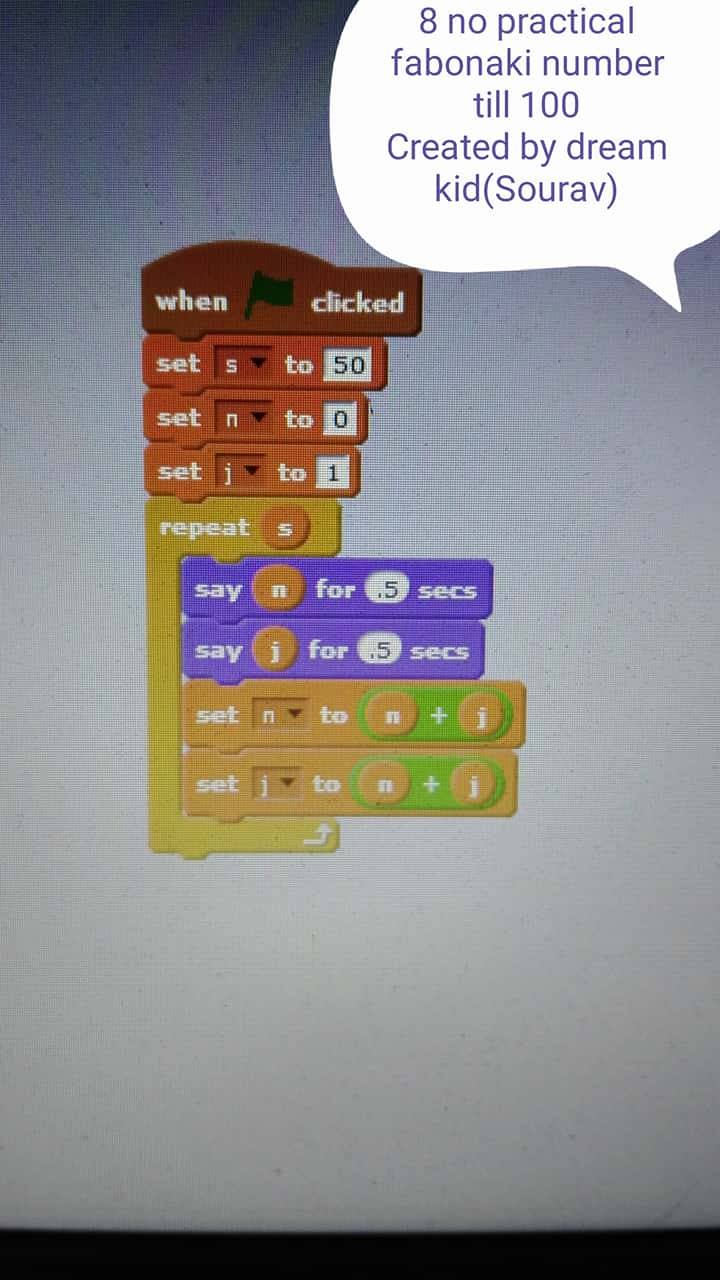 8 no practical
fabonaki number
till 100
Created by dream
kid(Sourav)
when clicked
set s to 50
set n to 0
set j to 1
repeat s
say n for .5 secs
say j for .5 secs
set n to n + j
set j to n + j